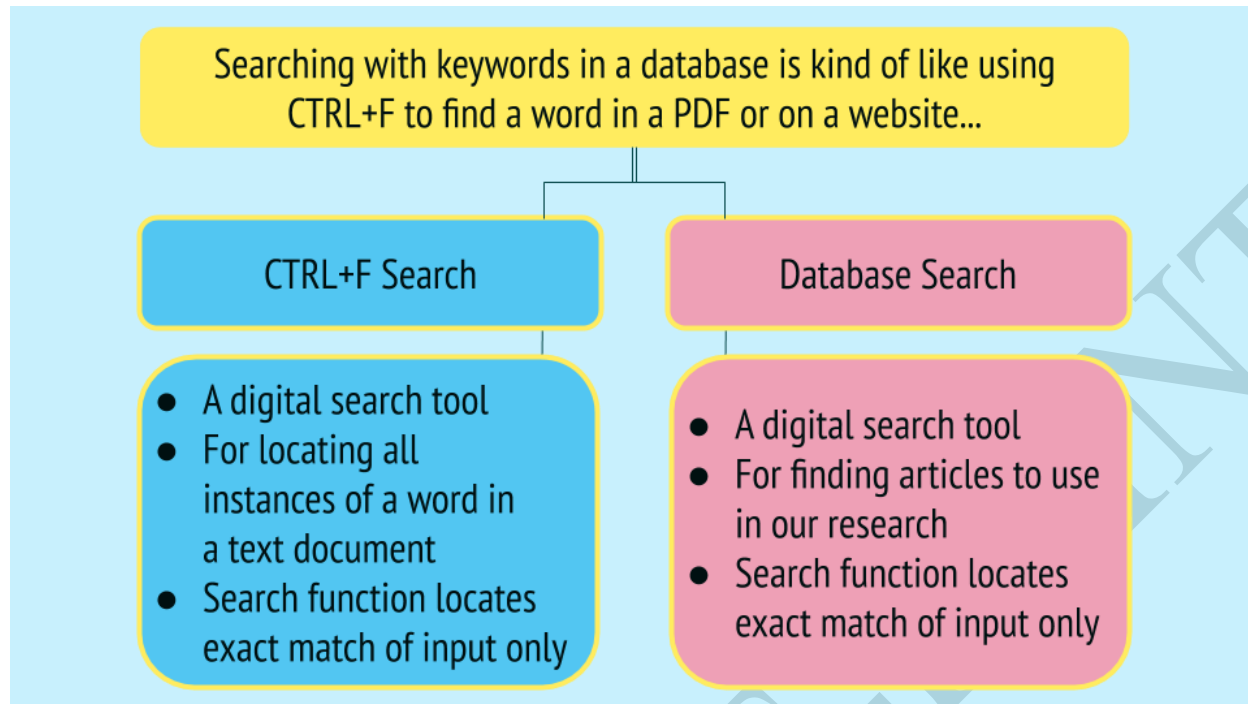 Searching with keywords in a database is kind of like using
CTRL+F to find a word in a PDF or on a website...
CTRL+F Search
Database Search
● A digital search tool
● For locating all
instances of a word in
a text document
● Search function locates
exact match of input only
● A digital search tool
● For finding articles to use
in our research
● Search function locates
exact match of input only